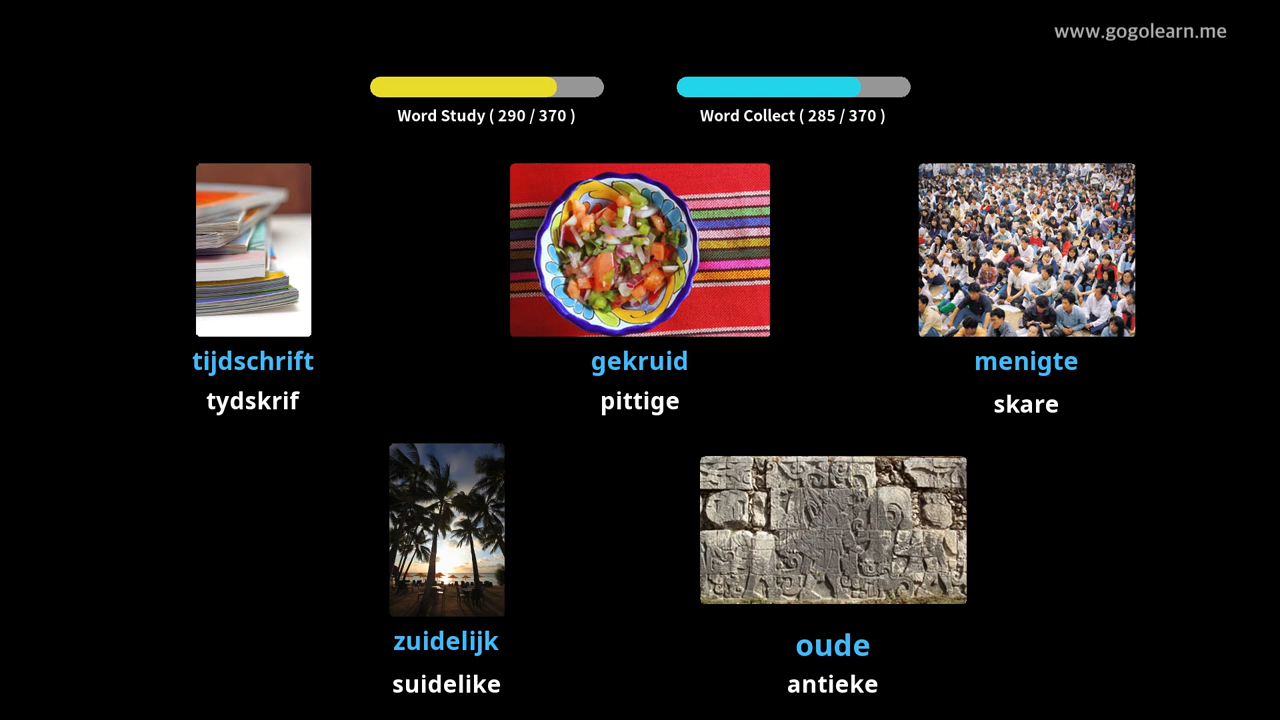 www.gogolearn.me
Word Study ( 290 / 370 )
Word Collect ( 285 / 370 )
tijdschrift
tydskrif
gekruid
pittige
menigte
skare
zuidelijk
suidelike
oude
antieke